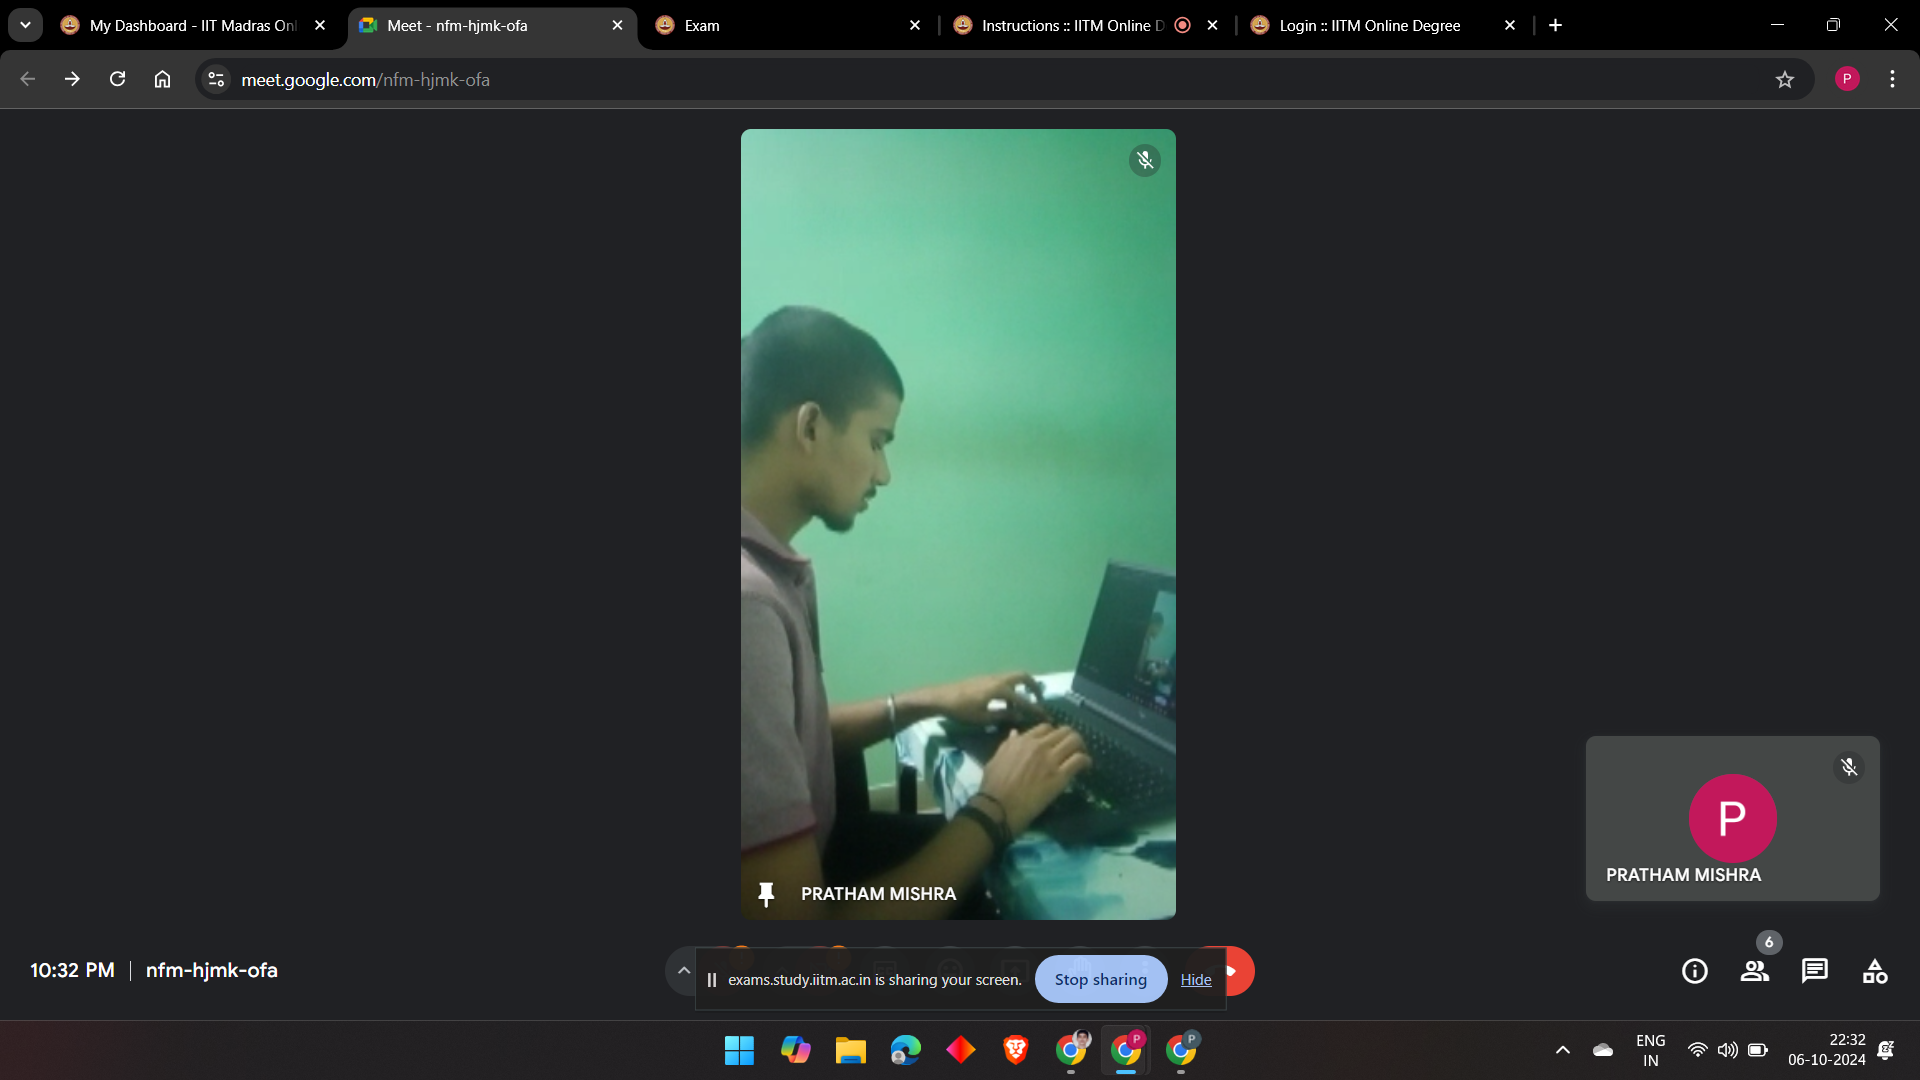 My Dashboard - IIT Madras Onl
Meet - nfm-hjmk-ofa
Exam
Instructions :: IITM Online D
Login :: IITM Online Degree
meet.google.com/nfm-hjmk-ofa
P
PRATHAM MISHRA
P
PRATHAM MISHRA
10:32 PM | nfm-hjmk-ofa
exams.study.iitm.ac.in is sharing your screen.
Stop sharing
Hide
6
P
P
ENG
IN
22:32
06-10-2024